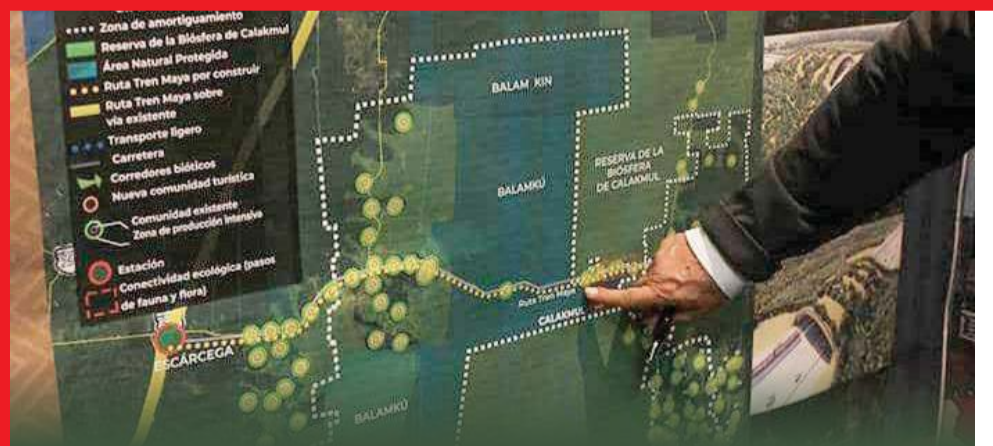 Zona de amortiguamiento
Reserva de la Biósfera de Calakmul
Área Natural Protegida
Ruta Tren Maya por construir
Ruta Tren Maya sobre
vía existente
Transporte ligero
Carretera
Corredores bióticos
Nueva comunidad turística
Comunidad existente
Zona de producción intensiva
Estación
Conectividad ecológica (pasos
de fauna y flora)
BALAM KIN
RESERVA DE LA
BIÓSFERA
DE CALAKMUL
BALAMKÚ
Ruta Tren Maya
CALAKMUL
ESCÁRCEGA
BALAMKÚ